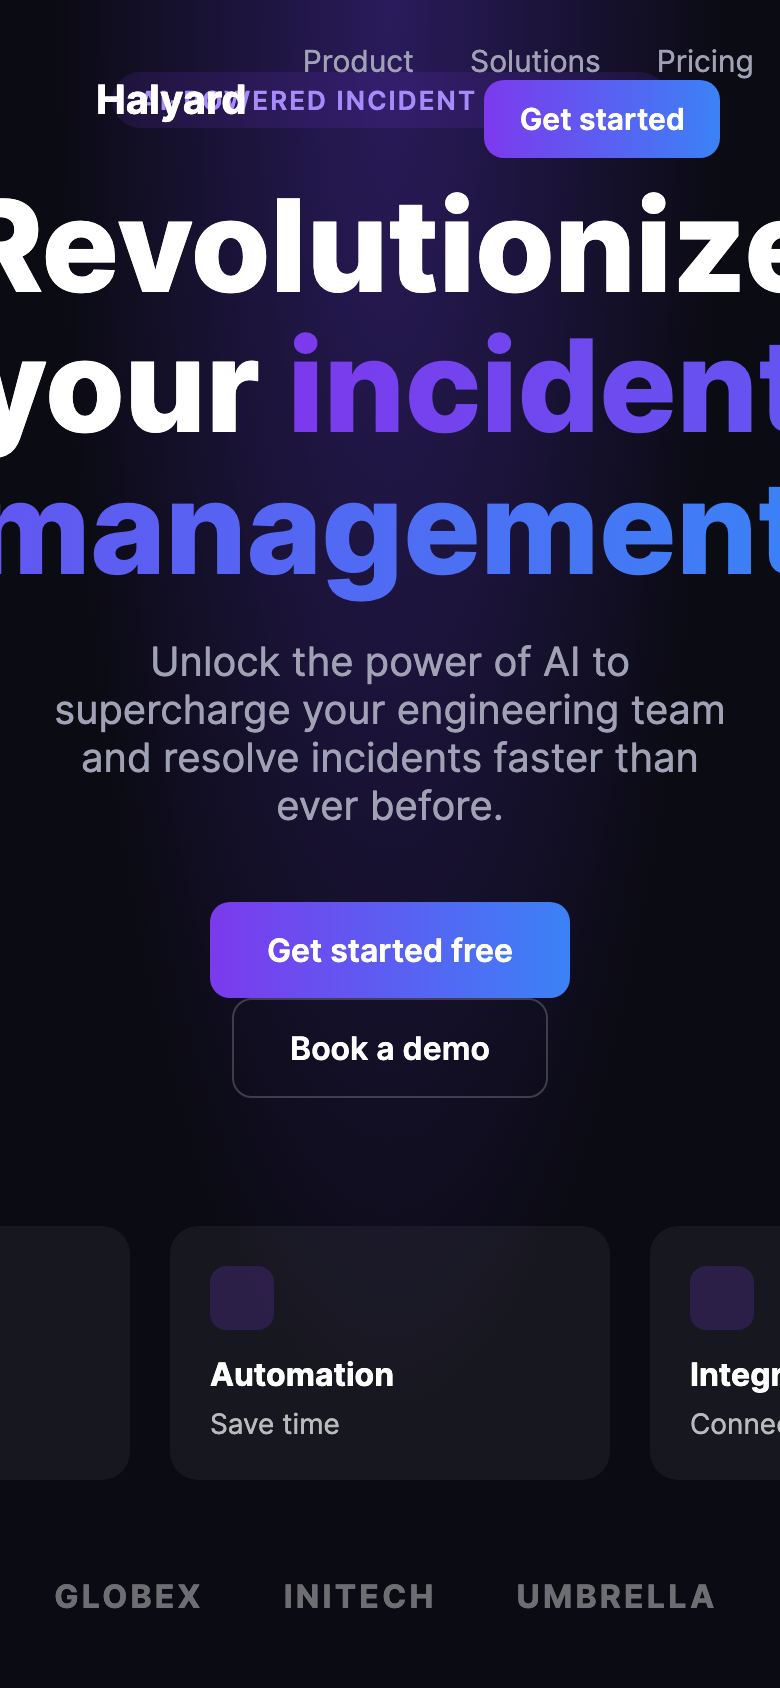 Product Solutions Pricing
Halyard
POWERED INCIDENT
Get started
Revolutionize
your incident
management
Unlock the power of AI to
supercharge your engineering team
and resolve incidents faster than
ever before.
Get started free
Book a demo
Automation
Save time
GLOBEX INITECH UMBRELLA